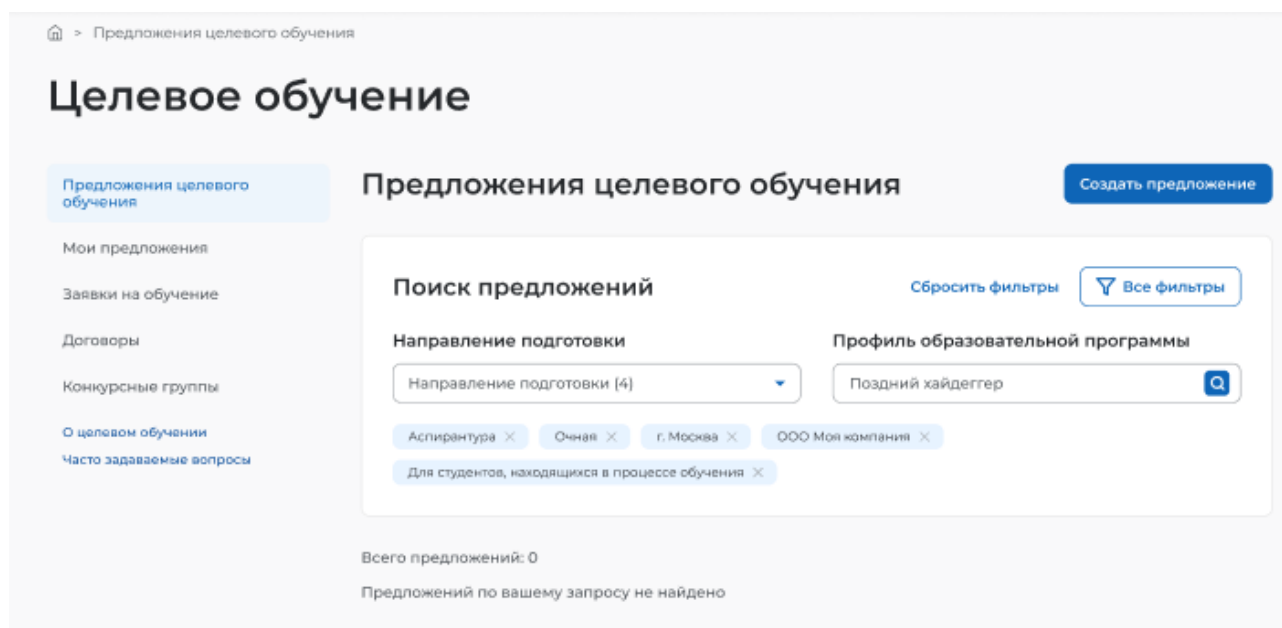 > Предложения целевого обучения
Целевое обучение
Предложения целевого
обучения
Мои предложения
Заявки на обучение
Договоры
Конкурсные группы
О целевом обучении
Часто задаваемые вопросы
Предложения целевого обучения
Создать предложение
Поиск предложений
Сбросить фильтры
Все фильтры
Направление подготовки
Направление подготовки (4)
Профиль образовательной программы
Поздний хайдеггер
Аспирантура ×
Очная ×
г. Москва ×
ООО Моя компания ×
Для студентов, находящихся в процессе обучения ×
Всего предложений: 0
Предложений по вашему запросу не найдено